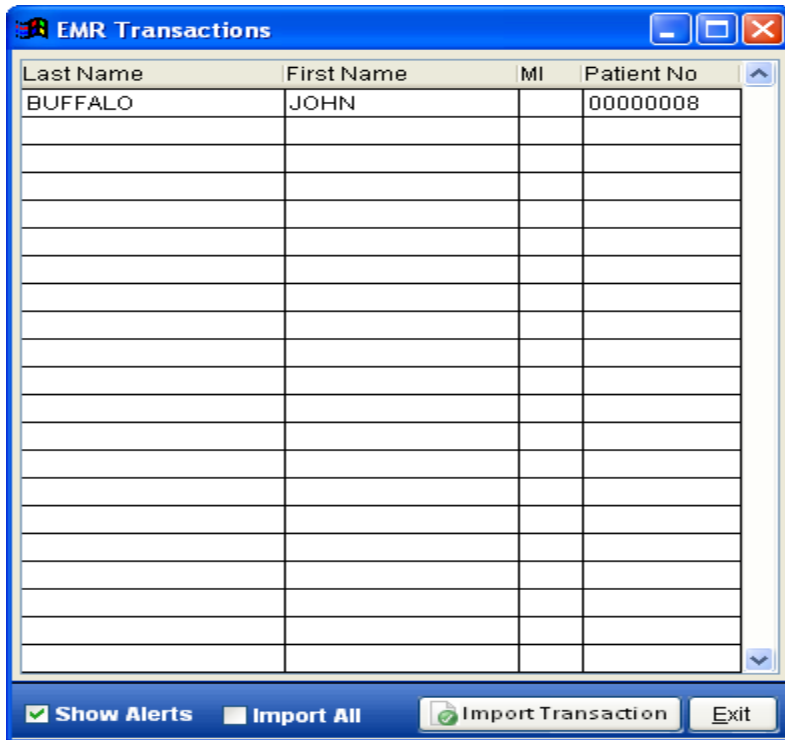 EMR Transactions
Last Name First Name MI Patient No
BUFFALO JOHN 00000008
Show Alerts Import All Import Transaction Exit